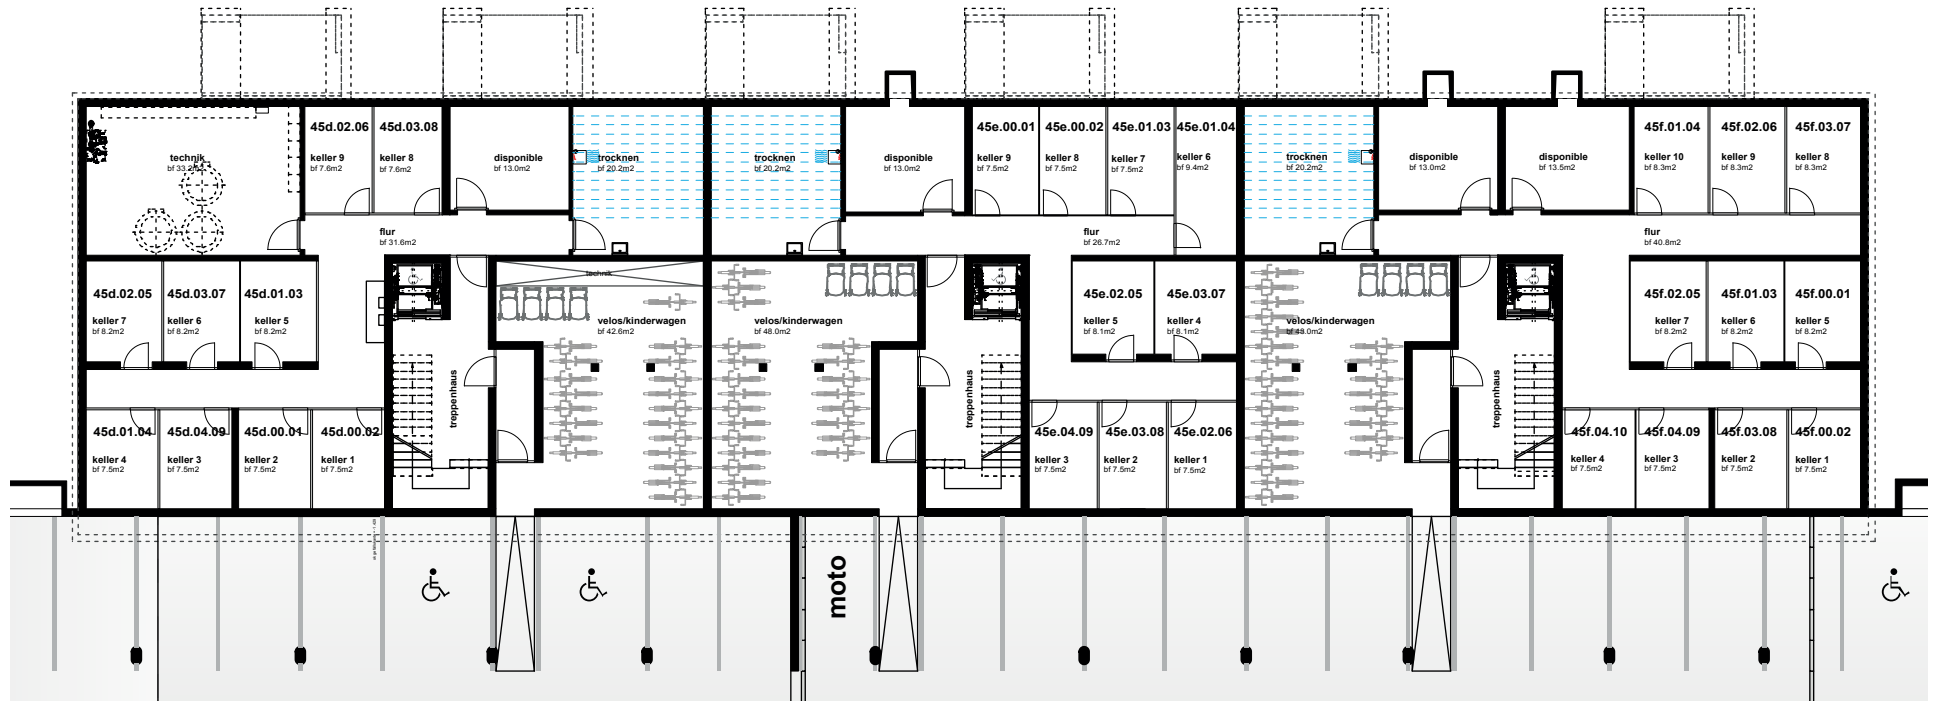 technik
45d.02.06
keller 9
bf 7.6m2
45d.03.08
keller 8
bf 7.6m2
disponible
bf 13.0m2
trocknen
bf 20.2m2
trocknen
bf 20.2m2
disponible
bf 13.0m2
45e.00.01
keller 9
bf 7.5m2
45e.00.02
keller 8
bf 7.5m2
45e.01.03
keller 7
bf 7.5m2
45e.01.04
keller 6
bf 9.4m2
trocknen
bf 20.2m2
disponible
bf 13.0m2
disponible
bf 13.5m2
45f.01.04
keller 10
bf 8.3m2
45f.02.06
keller 9
bf 8.3m2
45f.03.07
keller 8
bf 8.3m2
flur
bf 31.6m2
flur
bf 26.7m2
flur
bf 40.8m2
45d.02.05
keller 7
bf 8.2m2
45d.03.07
keller 6
bf 8.2m2
45d.01.03
keller 5
bf 8.2m2
technik
velos/kinderwagen
bf 42.6m2
velos/kinderwagen
bf 48.0m2
45e.02.05
keller 5
bf 8.1m2
45e.03.07
keller 4
bf 8.1m2
velos/kinderwagen
45f.02.05
keller 7
bf 8.2m2
45f.01.03
keller 6
bf 8.2m2
45f.00.01
keller 5
bf 8.2m2
treppenhaus
treppenhaus
treppenhaus
45d.01.04
keller 4
bf 7.5m2
45d.04.09
keller 3
bf 7.5m2
45d.00.01
keller 2
bf 7.5m2
45d.00.02
keller 1
bf 7.5m2
45e.04.09
keller 3
bf 7.5m2
45e.03.08
keller 2
bf 7.5m2
45e.02.06
keller 1
bf 7.5m2
45f.04.10
keller 4
bf 7.5m2
45f.04.09
keller 3
bf 7.5m2
45f.03.08
keller 2
bf 7.5m2
45f.00.02
keller 1
bf 7.5m2
moto